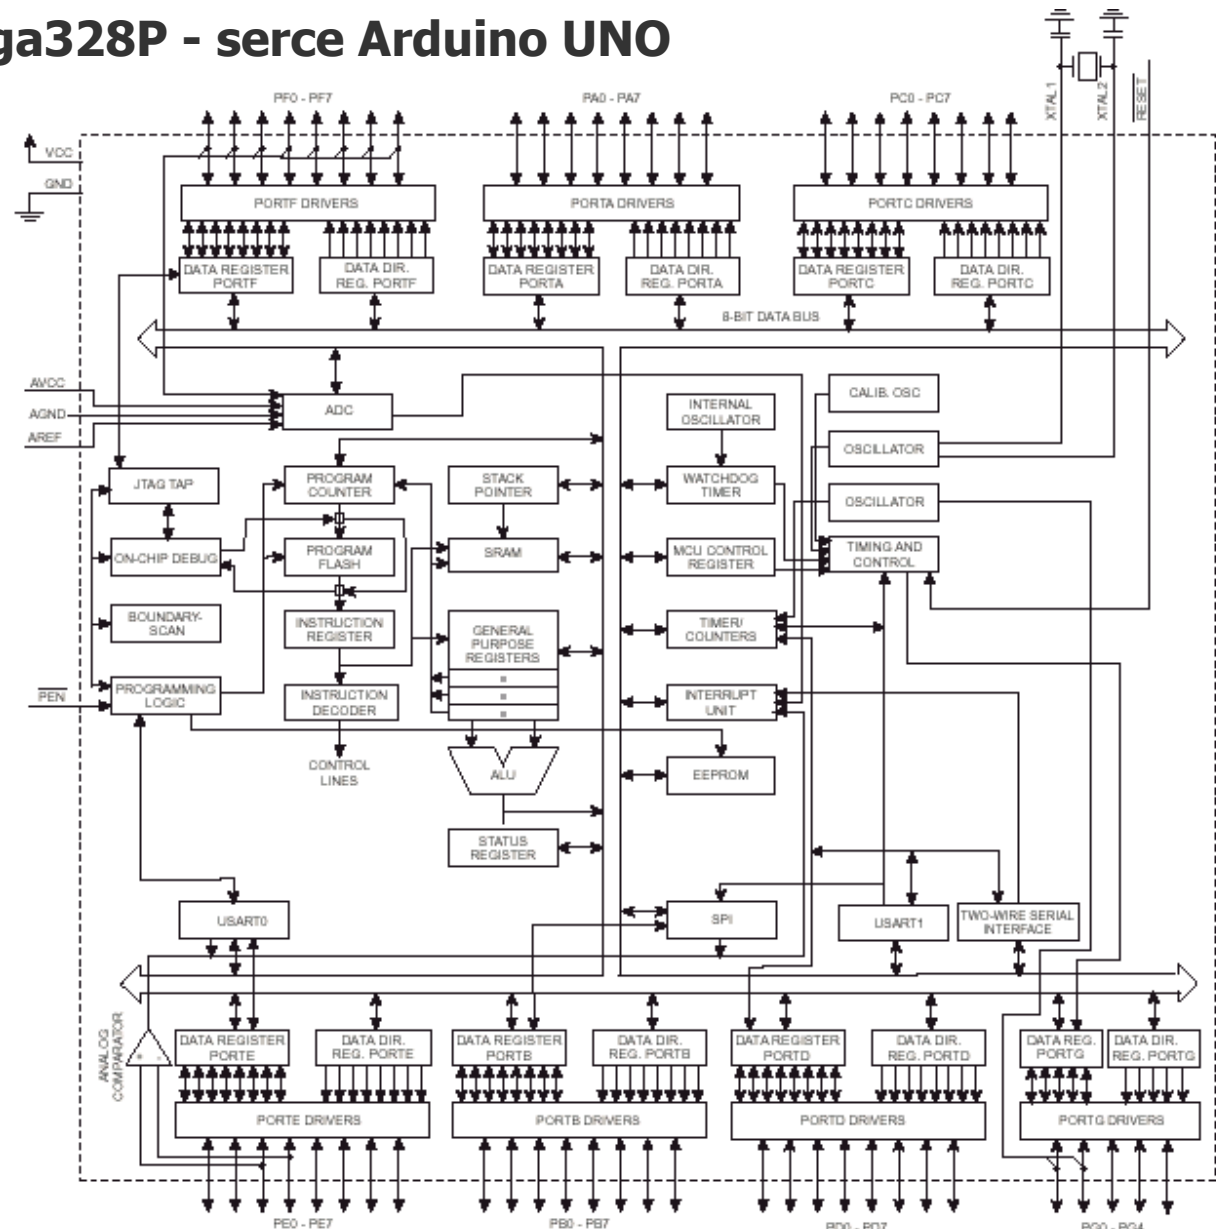 ga328P - serce Arduino UNO
XTAL1
XTAL2
RESET
PF0 - PF7
PA0 - PA7
PC0 - PC7
VCC
GND
PORTF DRIVERS
PORTA DRIVERS
PORTC DRIVERS
DATA REGISTER
PORTF
DATA DIR.
REG. PORTF
DATA REGISTER
PORTA
DATA DIR.
REG. PORTA
DATA REGISTER
PORTC
DATA DIR.
REG. PORTC
8-BIT DATA BUS
AVCC
AGND
AREF
ADC
INTERNAL
OSCILLATOR
CALIB. OSC
OSCILLATOR
JTAG TAP
PROGRAM
COUNTER
STACK
POINTER
WATCHDOG
TIMER
OSCILLATOR
ON-CHIP DEBUG
PROGRAM
FLASH
SRAM
MCU CONTROL
REGISTER
TIMING AND
CONTROL
BOUNDARY-
SCAN
INSTRUCTION
REGISTER
GENERAL
PURPOSE
REGISTERS
TIMER/
COUNTERS
PEN
PROGRAMMING
LOGIC
INSTRUCTION
DECODER
INTERRUPT
UNIT
CONTROL
LINES
ALU
EEPROM
STATUS
REGISTER
USART0
SPI
USART1
TWO-WIRE SERIAL
INTERFACE
ANALOG
COMPARATOR
+
-
DATA REGISTER
PORTE
DATA DIR.
REG. PORTE
DATA REGISTER
PORTB
DATA DIR.
REG. PORTB
DATA REGISTER
PORTD
DATA DIR.
REG. PORTD
DATA REG.
PORTG
DATA DIR.
REG. PORTG
PORTE DRIVERS
PORTB DRIVERS
PORTD DRIVERS
PORTG DRIVERS
PE0 - PE7
PB0 - PB7
PD0 - PD7
PG0 - PG4